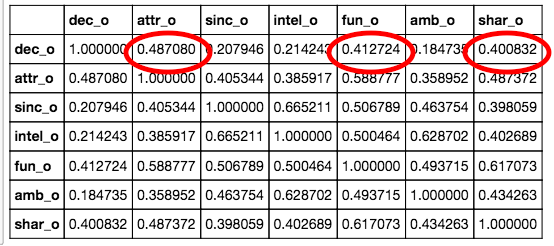 dec_o attr_o sinc_o intel_o fun_o amb_o shar_o
dec_o 1.000000 0.487080 0.207946 0.214243 0.412724 0.184735 0.400832
attr_o 0.487080 1.000000 0.405344 0.385917 0.588777 0.358952 0.487372
sinc_o 0.207946 0.405344 1.000000 0.665211 0.506789 0.463754 0.398059
intel_o 0.214243 0.385917 0.665211 1.000000 0.500464 0.628702 0.402689
fun_o 0.412724 0.588777 0.506789 0.500464 1.000000 0.493715 0.617073
amb_o 0.184735 0.358952 0.463754 0.628702 0.493715 1.000000 0.434263
shar_o 0.400832 0.487372 0.398059 0.402689 0.617073 0.434263 1.000000